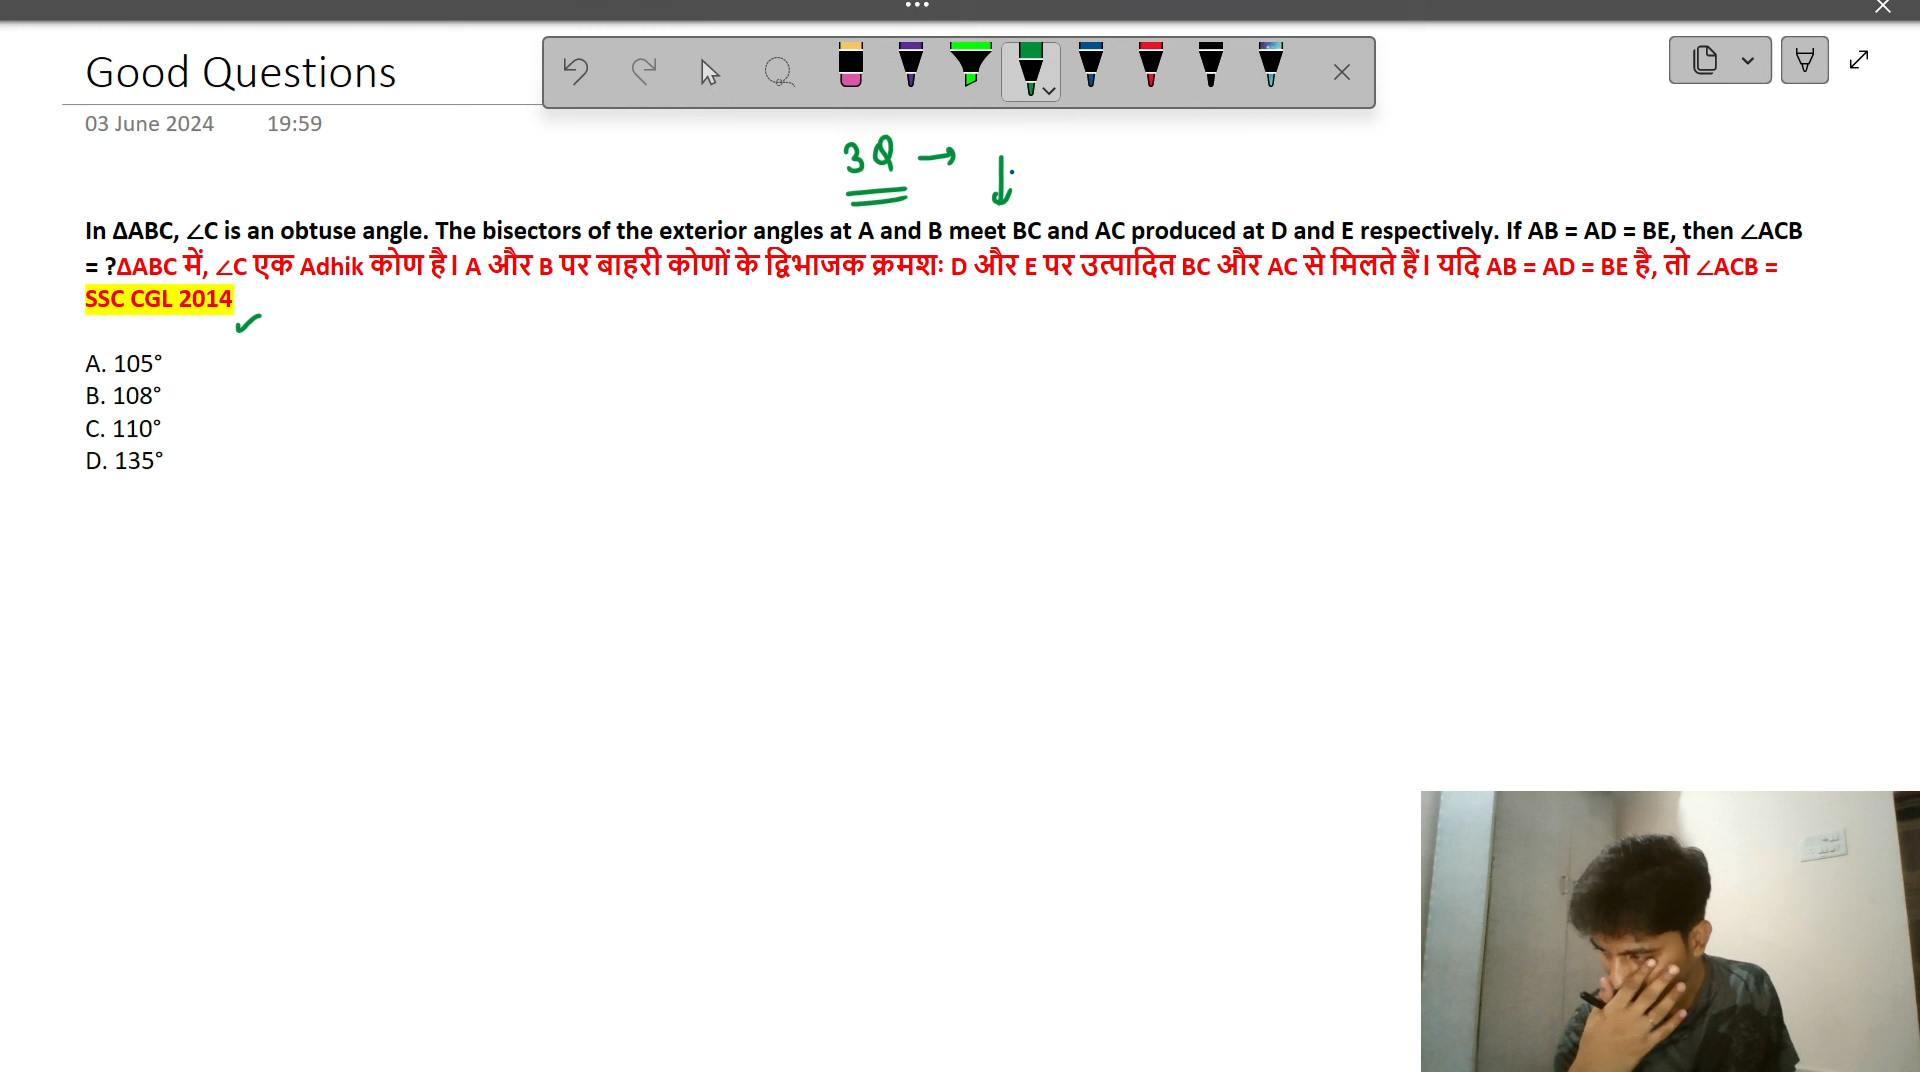 Good Questions
03 June 2024 19:59
3Q →
In ΔABC, ∠C is an obtuse angle. The bisectors of the exterior angles at A and B meet BC and AC produced at D and E respectively. If AB = AD = BE, then ∠ACB
= ?ΔABC में, ∠C एक Adhik कोण है। A और B पर बाहरी कोणों के द्विभाजक क्रमशः D और E पर उत्पादित BC और AC से मिलते हैं। यदि AB = AD = BE है, तो ∠ACB =
SSC CGL 2014
A. 105°
B. 108°
C. 110°
D. 135°